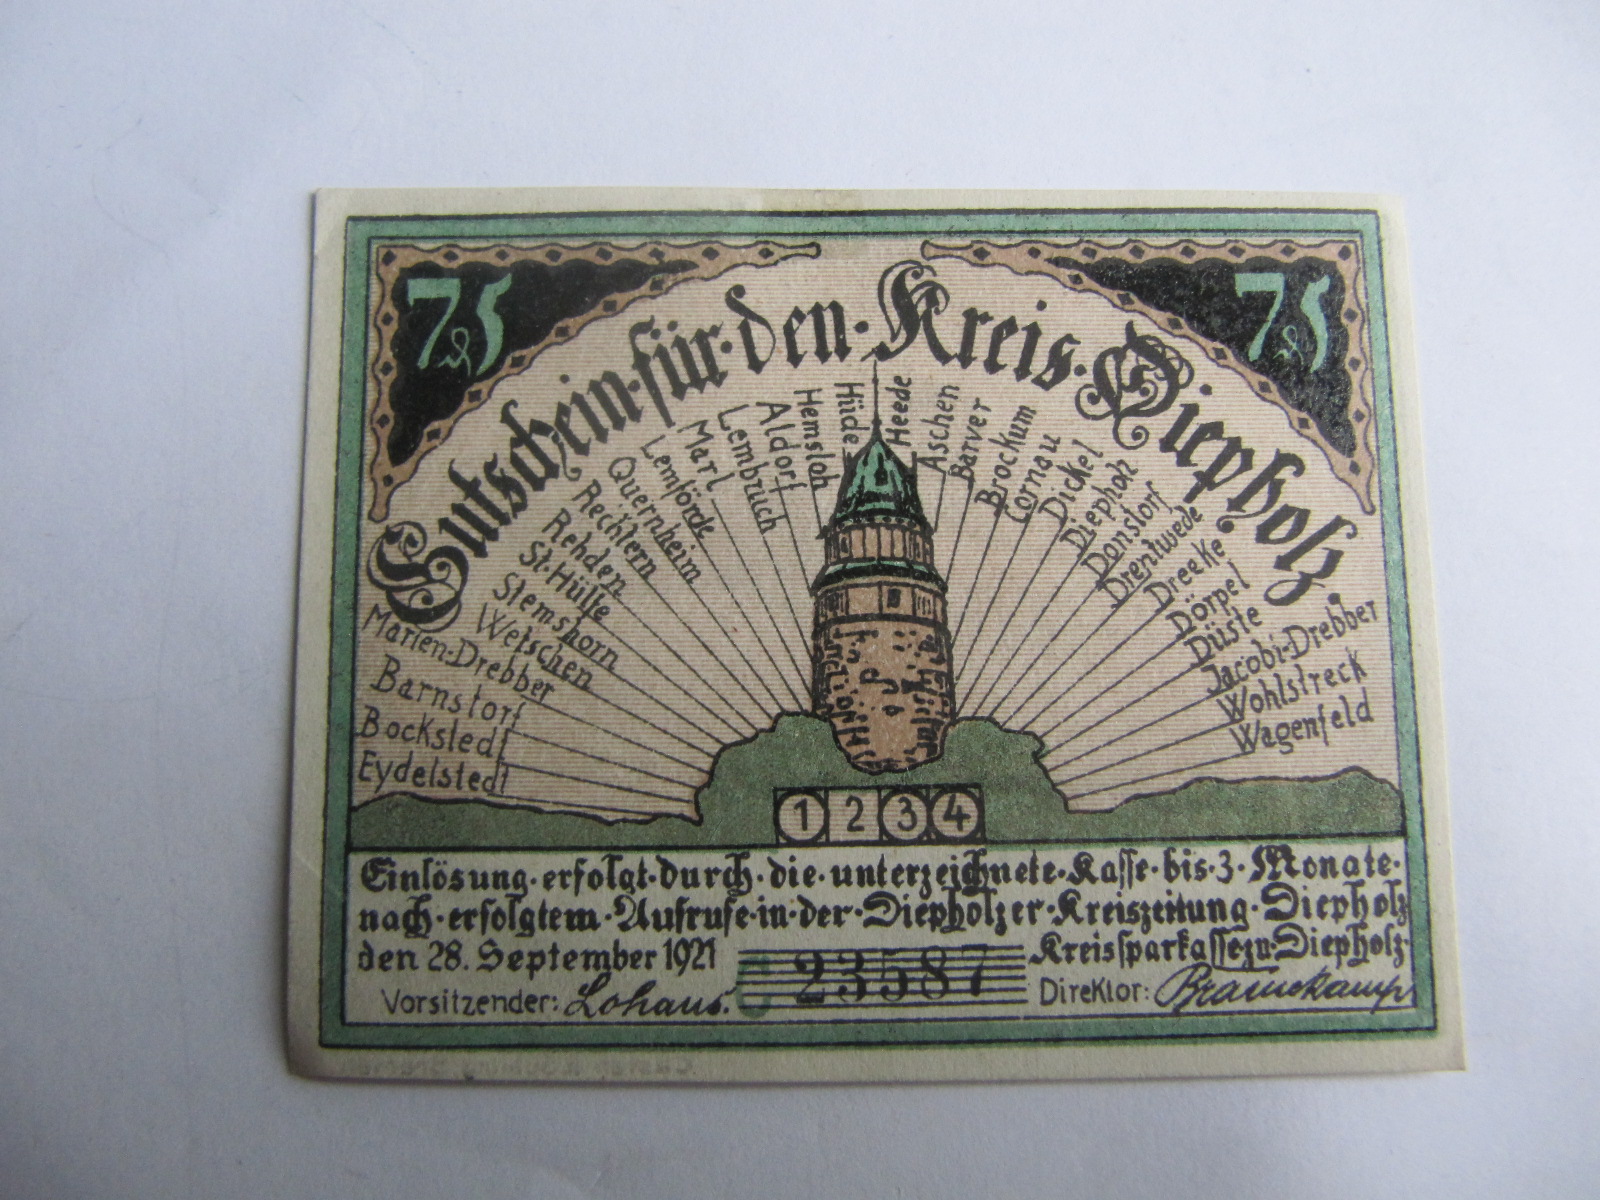 75
75
Gutschein·für·den·Kreis·Diepholz·
Eydelstedt
Bockstedt
Barnstorf
Marien-Drebber
Wetschen
Stemshorn
St.Hülfe
Rehden
Rechtern
Quernheim
Lemförde
Marl
Lembruch
Aldorf
Hemsloh
Hüde
Heede
Aschen
Barver
Brockum
Cornau
Dickel
Diepholz
Donstorf
Drentwede
Dreeke
Dörpel
Düste
Jacobi-Drebber
Wohlstreck
Wagenfeld
1 2 3 4
Einlösung·erfolgt·durch·die·unterzeichnete·Kasse·bis·3·Monate·
nach·erfolgtem·Aufrufe·in·der·Diepholzer·Kreiszeitung·Diepholz
den 28. September 1921 23587 Kreissparkasse zu Diepholz·
Vorsitzender: Lohaus. Direktor: